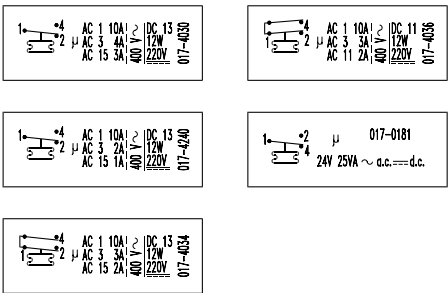 1 4 2 μ AC 1 10A ~ DC 13
AC 3 4A 400 V 12W
AC 15 3A 220V
017-4030
4 1 2 μ AC 1 10A ~ DC 11
AC 3 3A 400 V 12W
AC 11 2A 220V
017-4036
1 4 2 μ AC 1 10A ~ DC 13
AC 3 2A 400 V 12W
AC 15 1A 220V
017-4240
1 2 4 μ 017-0181
24V 25VA ~ a.c. d.c.
4 1 2 μ AC 1 10A ~ DC 13
AC 3 3A 400 V 12W
AC 15 2A 220V
017-4034